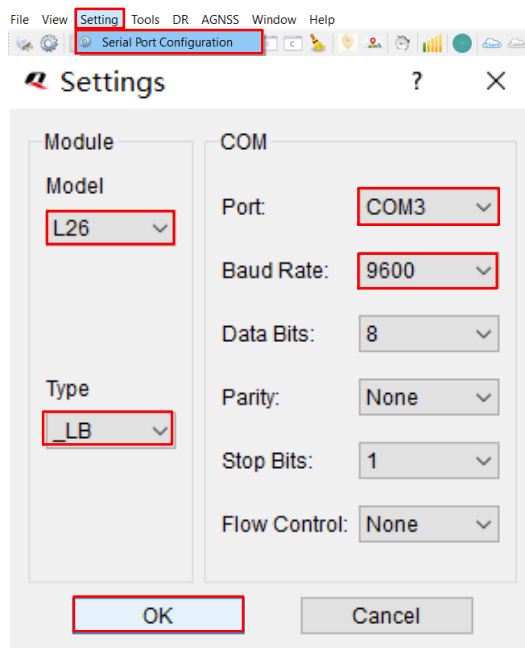 File View Setting Tools DR AGNSS Window Help
Serial Port Configuration
C
Settings ?
Module
Model
L26
Type
_LB
COM
Port: COM3
Baud Rate: 9600
Data Bits: 8
Parity: None
Stop Bits: 1
Flow Control: None
OK Cancel